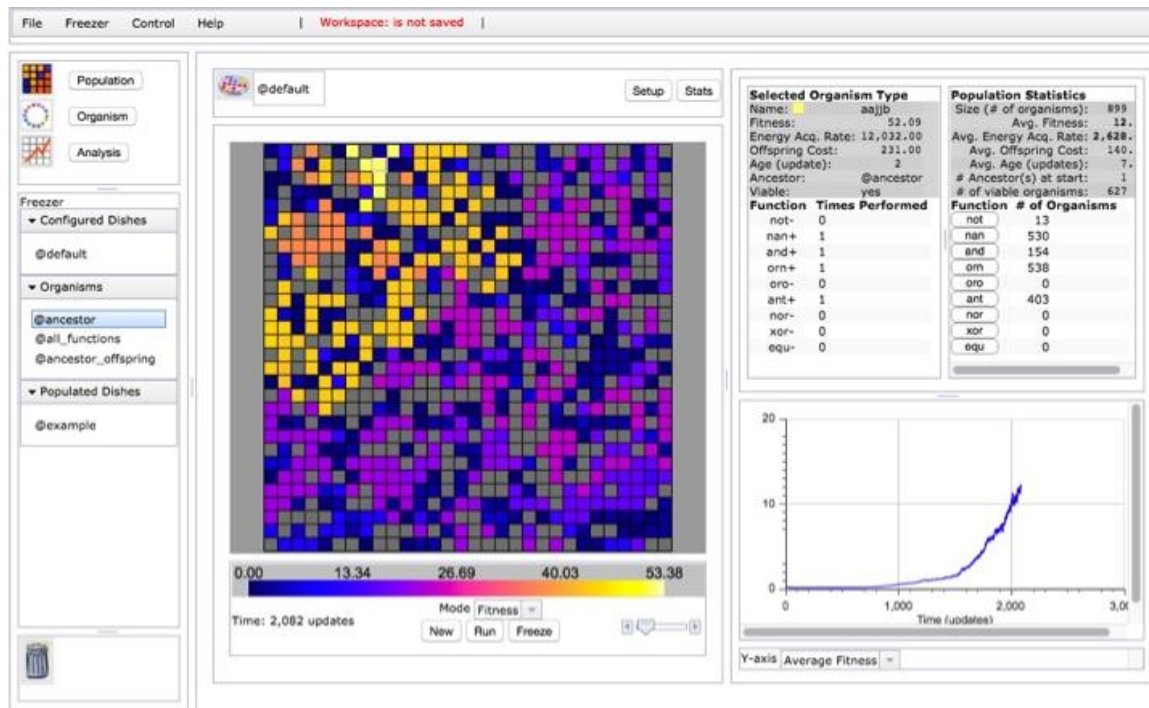 File Freezer Control Help | Workspace: is not saved |
Population
Organism
Analysis
Freezer
Configured Dishes
@default
Organisms
@ancestor
@all_functions
@ancestor_offspring
Populated Dishes
@example
@default
Setup Stats
0.00 13.34 26.69 40.03 53.38
Mode Fitness
Time: 2,082 updates
New Run Freeze
Selected Organism Type
Name: aajjb
Fitness: 52.09
Energy Acq. Rate: 12,032.00
Offspring Cost: 231.00
Age (update): 2
Ancestor: @ancestor
Viable: yes
Function Times Performed
not- 0
nan+ 1
and+ 1
orn+ 1
oro- 0
ant+ 1
nor- 0
xor- 0
equ- 0
Population Statistics
Size (# of organisms): 899
Avg. Fitness: 12.
Avg. Energy Acq. Rate: 2,628.
Avg. Offspring Cost: 140.
Avg. Age (updates): 7.
# Ancestor(s) at start: 1
# of viable organisms: 627
Function # of Organisms
not 13
nan 530
and 154
orn 538
oro 0
ant 403
nor 0
xor 0
equ 0
20
10
0
0 1,000 2,000 3,0
Time (updates)
Y-axis Average Fitness